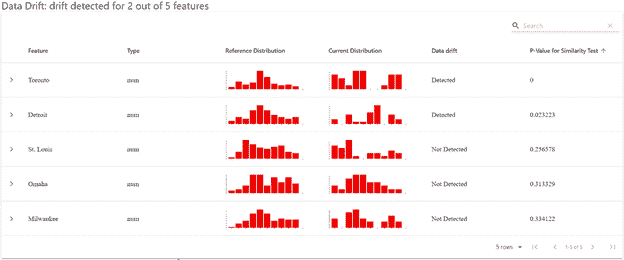 Data Drift: drift detected for 2 out of 5 features
Search
Feature Type Reference Distribution Current Distribution Data drift P-Value for Similarity Test ↑
Toronto num Detected 0
Detroit num Detected 0.023223
St. Louis num Not Detected 0.256578
Omaha num Not Detected 0.313329
Milwaukee num Not Detected 0.334122
5 rows 1-5 of 5